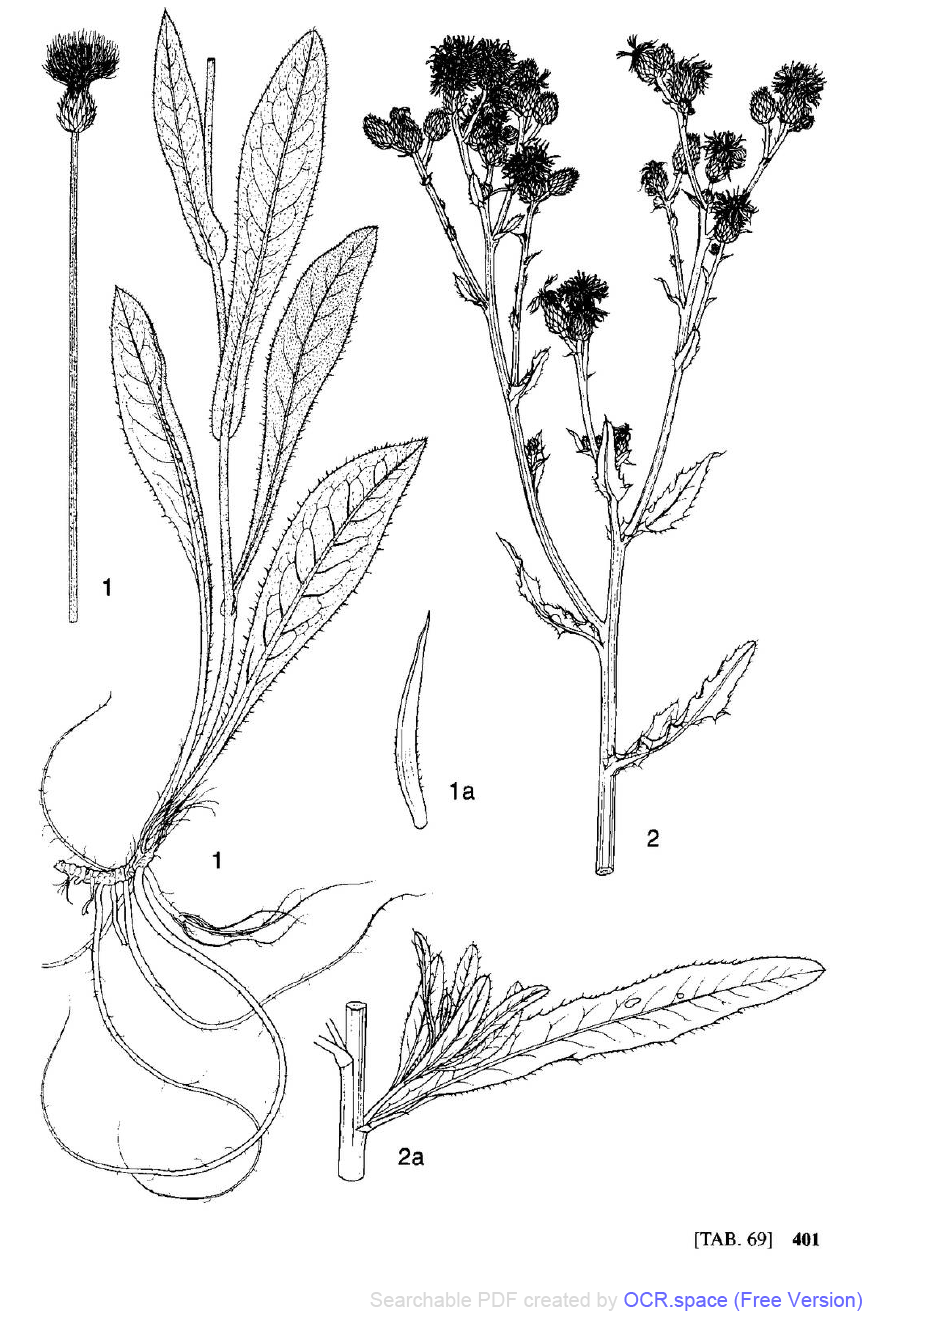 1
1a
2
1
2a
[TAB. 69] 401
Searchable PDF created by OCR.space (Free Version)